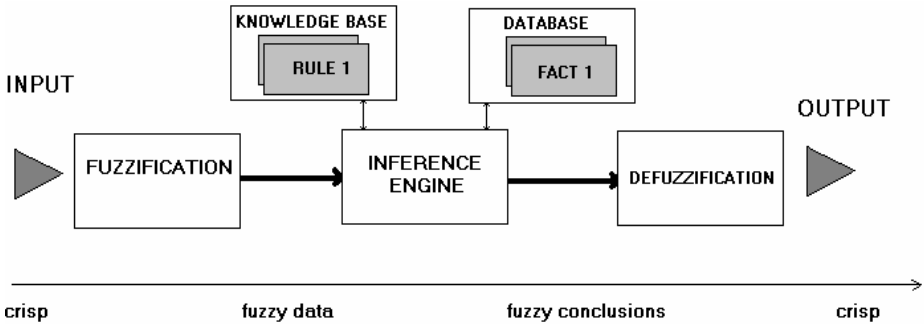 KNOWLEDGE BASE
RULE 1
DATABASE
FACT 1
INPUT
OUTPUT
FUZZIFICATION
INFERENCE
ENGINE
DEFUZZIFICATION
crisp
fuzzy data
fuzzy conclusions
crisp